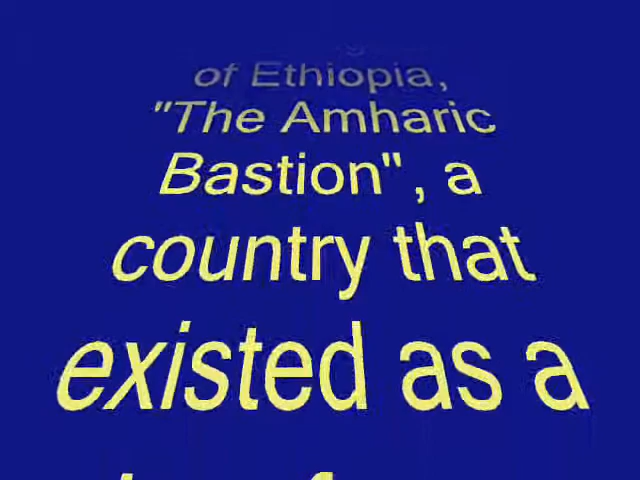 of Ethiopia,
"The Amharic
Bastion", a
country that
existed as a